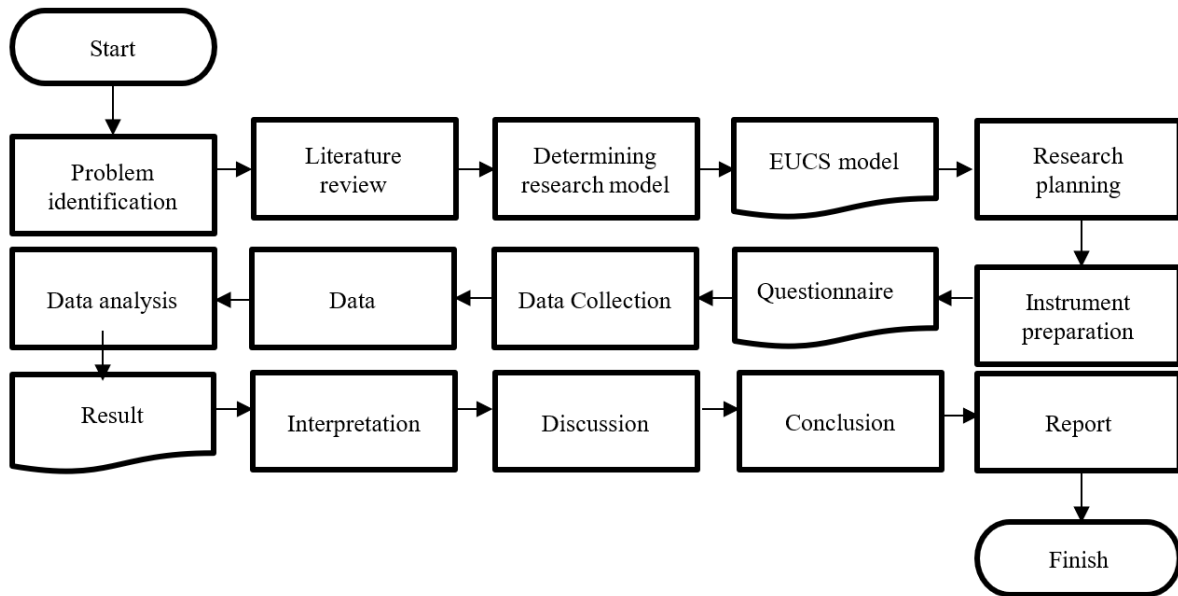 Start
Problem
identification
Literature
review
Determining
research model
EUCS model
Research
planning
Instrument
preparation
Questionnaire
Data Collection
Data
Data analysis
Result
Interpretation
Discussion
Conclusion
Report
Finish